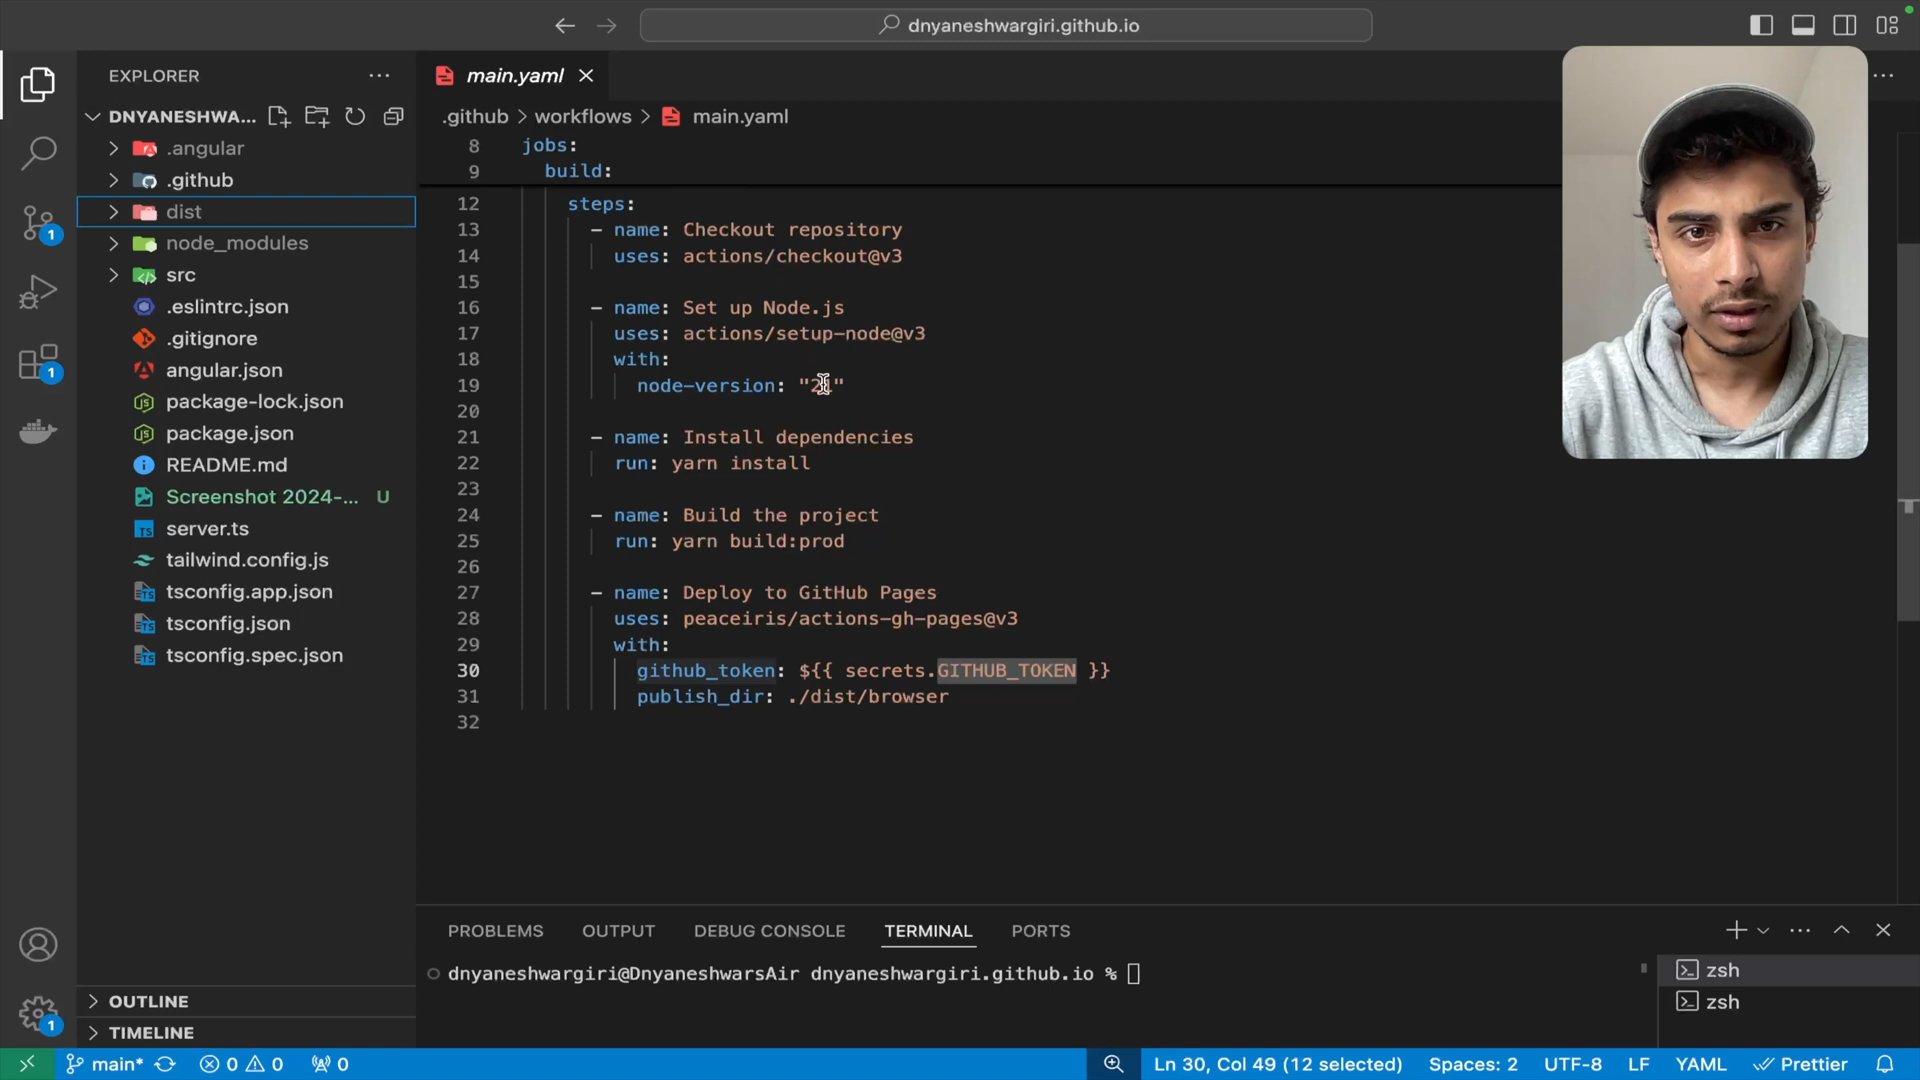 dnyaneshwargiri.github.io
EXPLORER
DNYANESHWA...
.angular
.github
dist
node_modules
src
.eslintrc.json
.gitignore
angular.json
package-lock.json
package.json
README.md
Screenshot 2024-... U
server.ts
tailwind.config.js
tsconfig.app.json
tsconfig.json
tsconfig.spec.json
OUTLINE
TIMELINE
1
1
1
main.yaml
.github > workflows > main.yaml
8 jobs:
9 build:
12 steps:
13 - name: Checkout repository
14 uses: actions/checkout@v3
15
16 - name: Set up Node.js
17 uses: actions/setup-node@v3
18 with:
19 node-version:
20
21 - name: Install dependencies
22 run: yarn install
23
24 - name: Build the project
25 run: yarn build:prod
26
27 - name: Deploy to GitHub Pages
28 uses: peaceiris/actions-gh-pages@v3
29 with:
30 github_token: ${{ secrets.GITHUB_TOKEN }}
31 publish_dir: ./dist/browser
32
PROBLEMS OUTPUT DEBUG CONSOLE TERMINAL PORTS
dnyaneshwargiri@DnyaneshwarsAir dnyaneshwargiri.github.io %
zsh
zsh
main* 0 0 0 Ln 30, Col 49 (12 selected) Spaces: 2 UTF-8 LF YAML Prettier